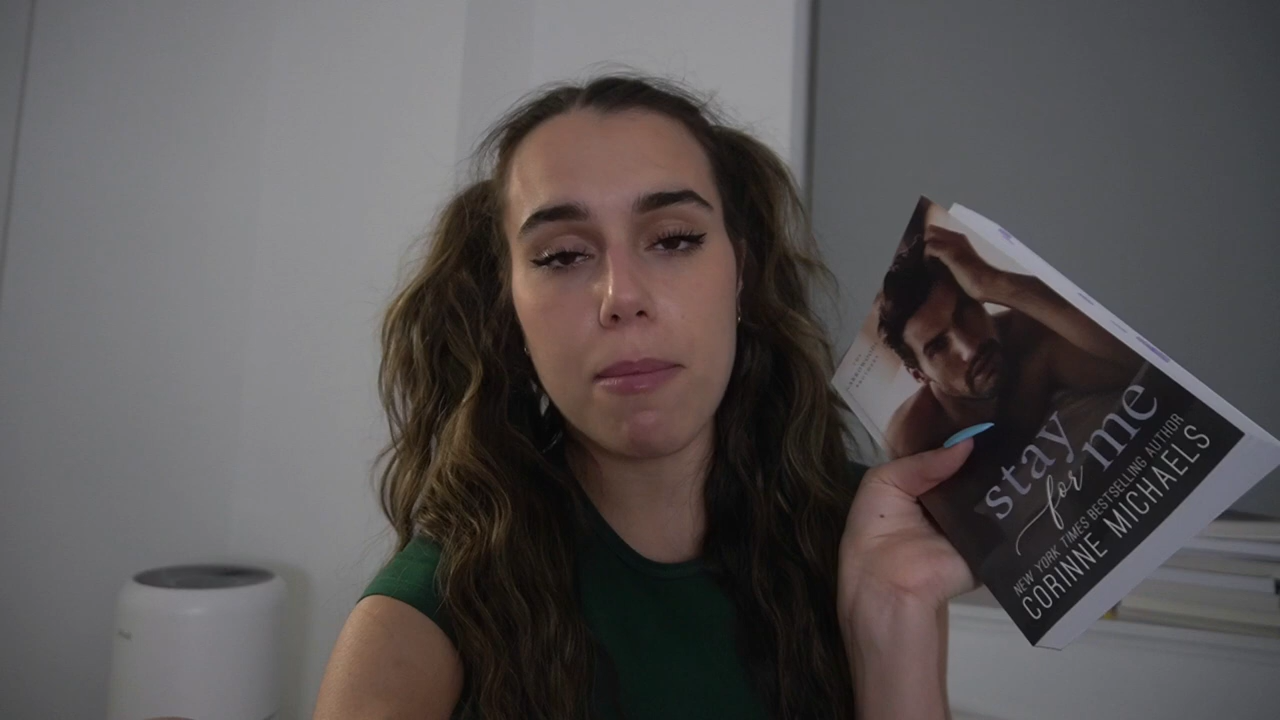 stay
for
me
NEW YORK TIMES BESTSELLING AUTHOR
CORINNE MICHAELS